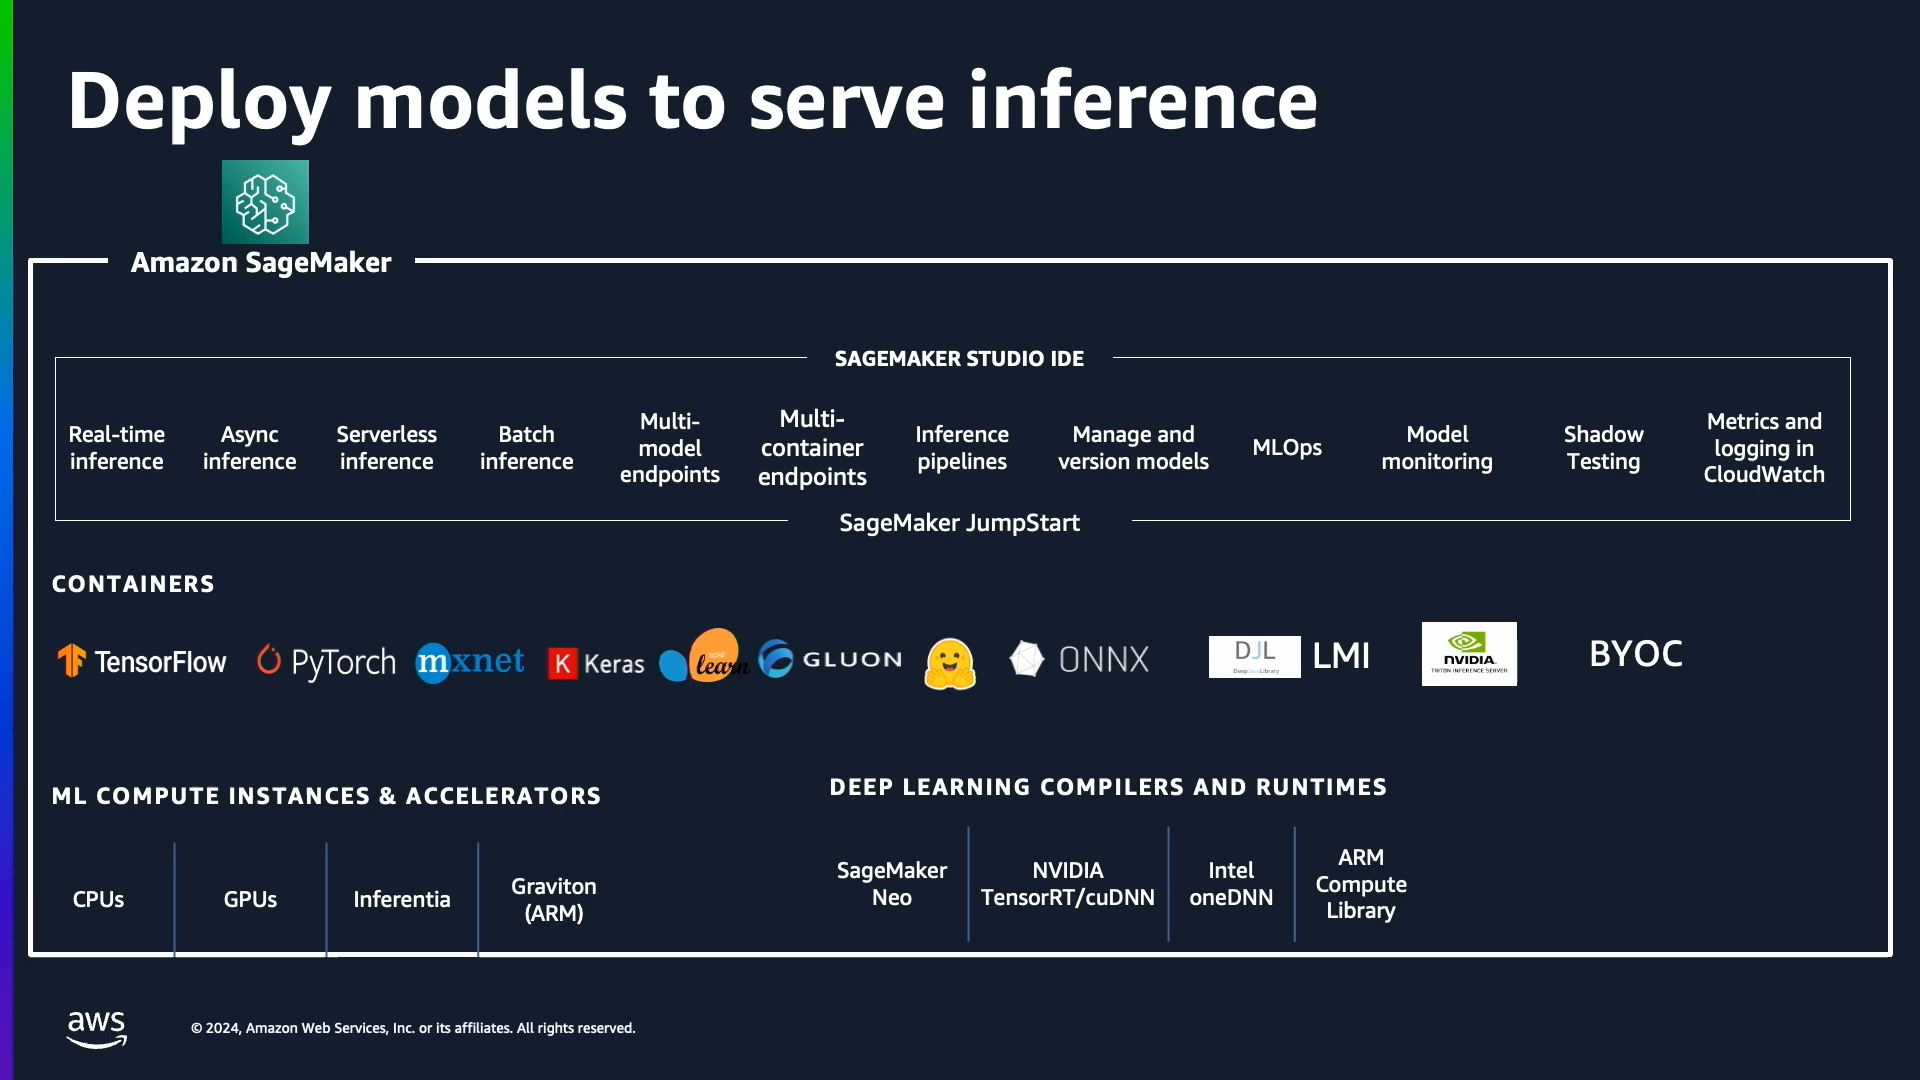 Deploy models to serve inference
Amazon SageMaker
SAGEMAKER STUDIO IDE
Real-time
inference
Async
inference
Serverless
inference
Batch
inference
Multi-
model
endpoints
Multi-
container
endpoints
Inference
pipelines
Manage and
version models
MLOps
Model
monitoring
Shadow
Testing
Metrics and
logging in
CloudWatch
SageMaker JumpStart
CONTAINERS
TensorFlow
PyTorch
mxnet
K Keras
scikit
learn
GLUON
ONNX
DJL
DeepJavaLibrary
LMI
NVIDIA.
TRITON INFERENCE SERVER
BYOC
ML COMPUTE INSTANCES & ACCELERATORS
CPUs
GPUs
Inferentia
Graviton
(ARM)
DEEP LEARNING COMPILERS AND RUNTIMES
SageMaker
Neo
NVIDIA
TensorRT/cuDNN
Intel
oneDNN
ARM
Compute
Library
aws
© 2024, Amazon Web Services, Inc. or its affiliates. All rights reserved.